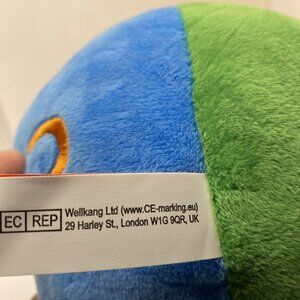 EC REP Wellkang Ltd (www.CE-marking.eu)
29 Harley St., London W1G 9QR, UK